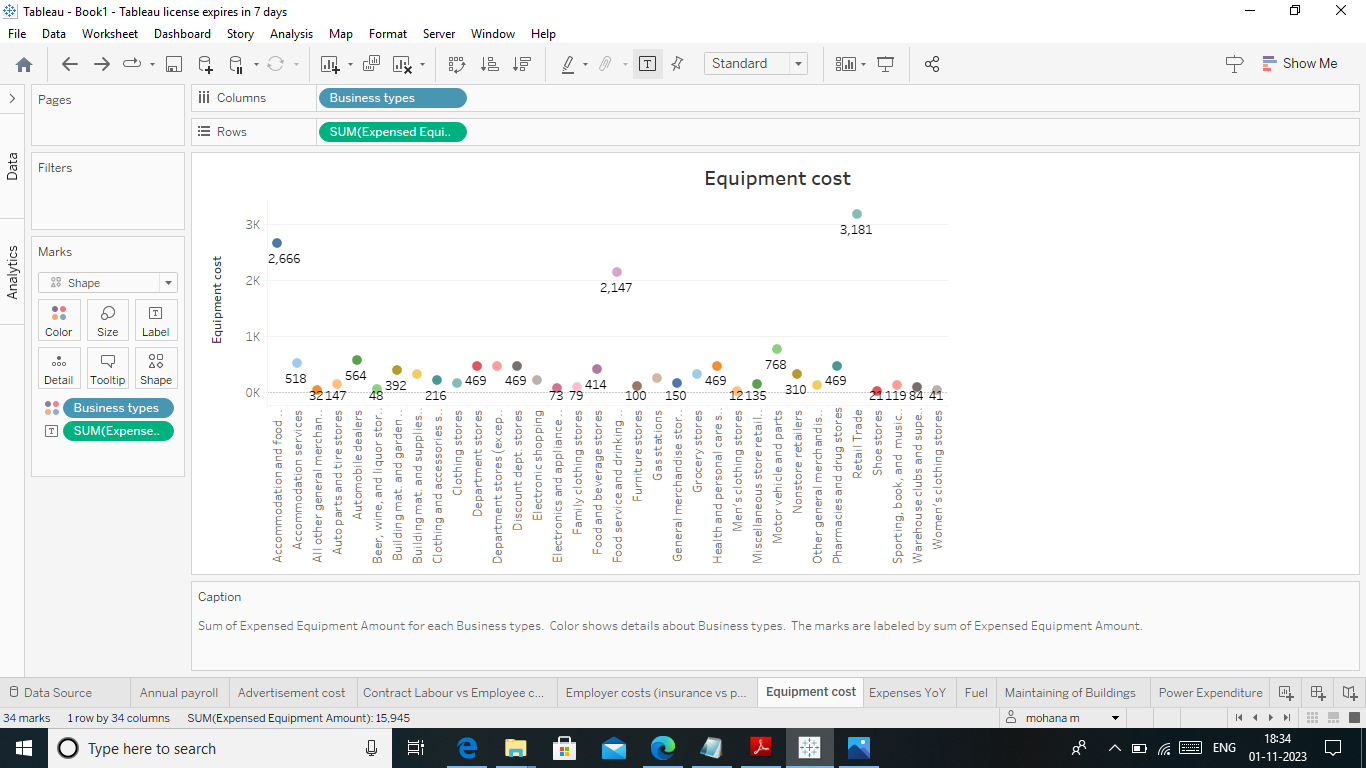 Tableau - Book1 - Tableau license expires in 7 days
File Data Worksheet Dashboard Story Analysis Map Format Server Window Help
Standard
Show Me
Pages
Columns
Business types
Rows
SUM(Expensed Equi..
Data
Analytics
Filters
Marks
Shape
Color
Size
Label
Detail
Tooltip
Shape
Business types
SUM(Expense..
Equipment cost
Equipment cost
3K
2K
1K
0K
2,666
518
32
147
564
48
392
216
469
469
73
79
414
2,147
100
150
469
12
135
768
310
469
3,181
21
119
84
41
Accommodation and food ..
Accommodation services
All other general merchan..
Auto parts and tire stores
Automobile dealers
Beer, wine, and liquor stor..
Building mat. and garden..
Building mat. and supplies..
Clothing and accessories s..
Clothing stores
Department stores
Department stores (excep..
Discount dept. stores
Electronic shopping
Electronics and appliance ..
Family clothing stores
Food and beverage stores
Food service and drinking..
Furniture stores
Gas stations
General merchandise stor..
Grocery stores
Health and personal care s..
Men's clothing stores
Miscellaneous store retail..
Motor vehicle and parts
Nonstore retailers
Other general merchandis..
Pharmacies and drug stores
Retail Trade
Shoe stores
Sporting, book, and music..
Warehouse clubs and supe..
Women's clothing stores
Caption
Sum of Expensed Equipment Amount for each Business types. Color shows details about Business types. The marks are labeled by sum of Expensed Equipment Amount.
Data Source
Annual payroll
Advertisement cost
Contract Labour vs Employee c...
Employer costs (insurance vs p...
Equipment cost
Expenses YoY
Fuel
Maintaining of Buildings
Power Expenditure
34 marks
1 row by 34 columns
SUM(Expensed Equipment Amount): 15,945
mohana m
Type here to search
ENG
18:34
01-11-2023